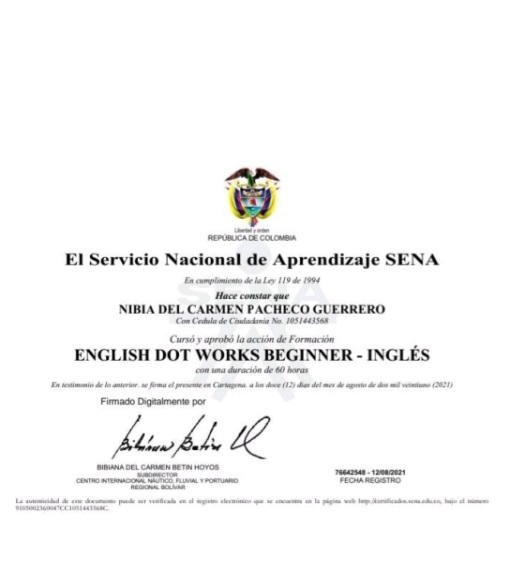 Libertad y orden
REPÚBLICA DE COLOMBIA
El Servicio Nacional de Aprendizaje SENA
En cumplimiento de la Ley 119 de 1994
Hace constar que
NIBIA DEL CARMEN PACHECO GUERRERO
Con Cedula de Ciudadania No. 1051443568
Cursó y aprobó la acción de Formación
ENGLISH DOT WORKS BEGINNER - INGLÉS
con una duración de 60 horas
En testimonio de lo anterior, se firma el presente en Cartagena, a los doce (12) días del mes de agosto de dos mil veintiuno (2021)
Firmado Digitalmente por
BIBIANA DEL CARMEN BETIN HOYOS
SUBDIRECTOR
CENTRO INTERNACIONAL NÁUTICO, FLUVIAL Y PORTUARIO
REGIONAL BOLÍVAR
76642548 - 12/08/2021
FECHA REGISTRO
La autenticidad de este documento puede ser verificada en el registro electrónico que se encuentra en la página web http://certificados.sena.edu.co, bajo el número
9105002360047CC1051443568C.